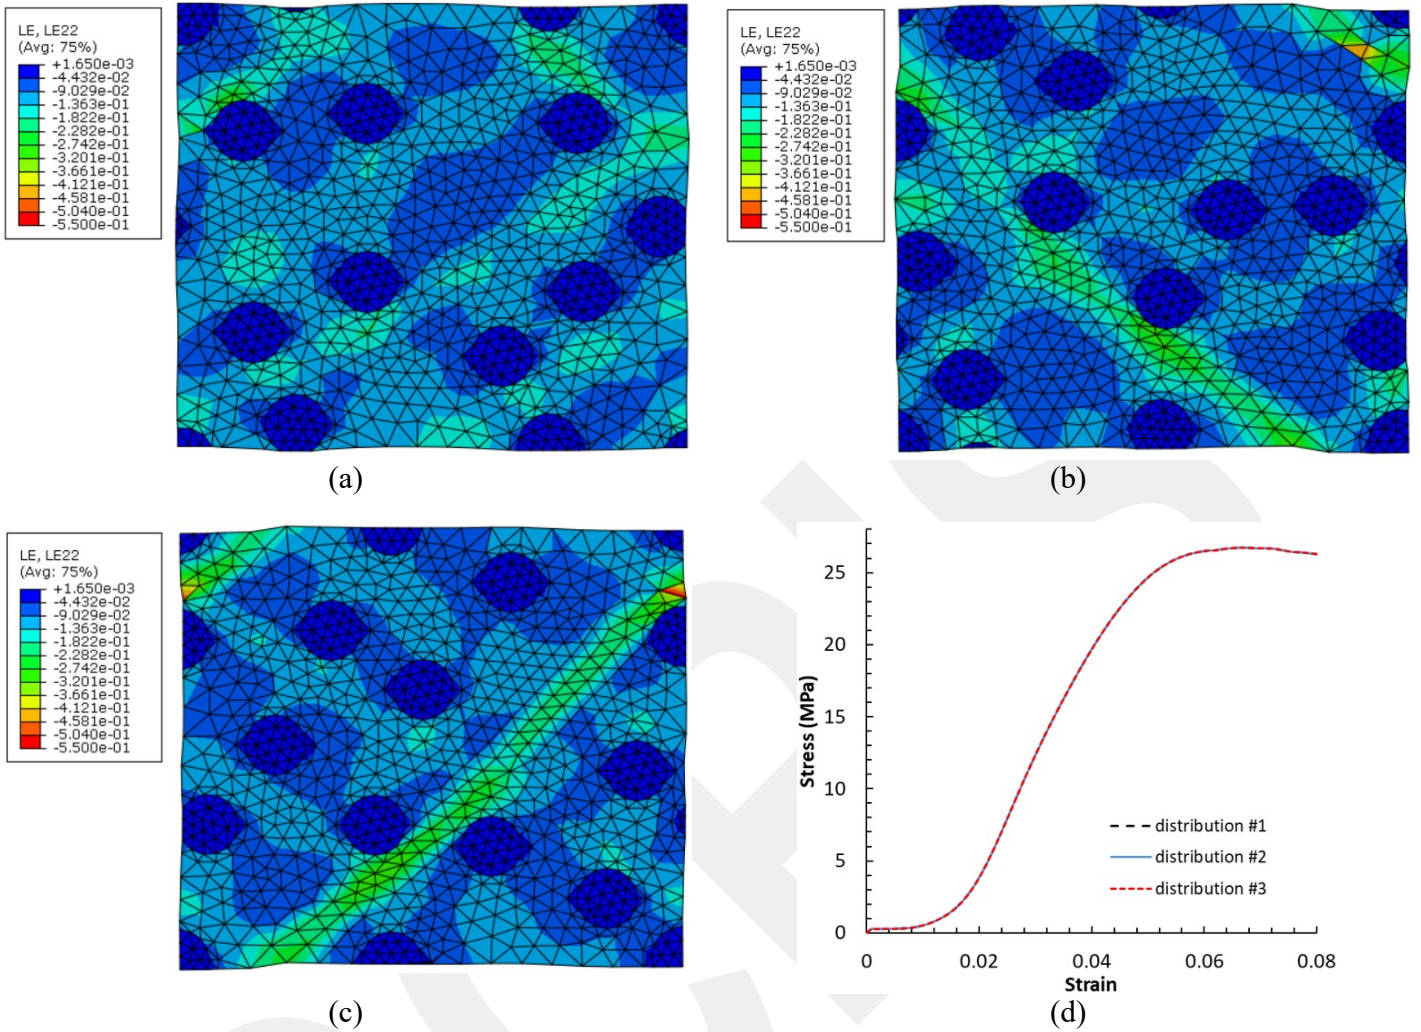 LE, LE22
(Avg: 75%)
+1.650e-03
-4.432e-02
-9.029e-02
-1.363e-01
-1.822e-01
-2.282e-01
-2.742e-01
-3.201e-01
-3.661e-01
-4.121e-01
-4.581e-01
-5.040e-01
-5.500e-01
(a)
LE, LE22
(Avg: 75%)
+1.650e-03
-4.432e-02
-9.029e-02
-1.363e-01
-1.822e-01
-2.282e-01
-2.742e-01
-3.201e-01
-3.661e-01
-4.121e-01
-4.581e-01
-5.040e-01
-5.500e-01
(b)
LE, LE22
(Avg: 75%)
+1.650e-03
-4.432e-02
-9.029e-02
-1.363e-01
-1.822e-01
-2.282e-01
-2.742e-01
-3.201e-01
-3.661e-01
-4.121e-01
-4.581e-01
-5.040e-01
-5.500e-01
(c)
Stress (MPa)
25
20
15
10
5
0
distribution #1
distribution #2
distribution #3
0 0.02 0.04 0.06 0.08
Strain
(d)